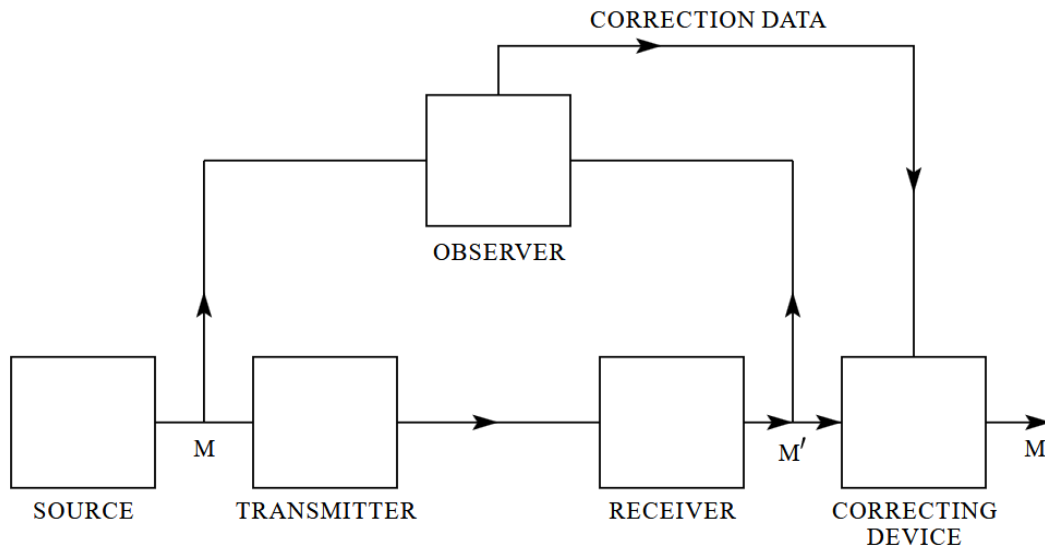 CORRECTION DATA
OBSERVER
M
M′
M
SOURCE
TRANSMITTER
RECEIVER
CORRECTING
DEVICE